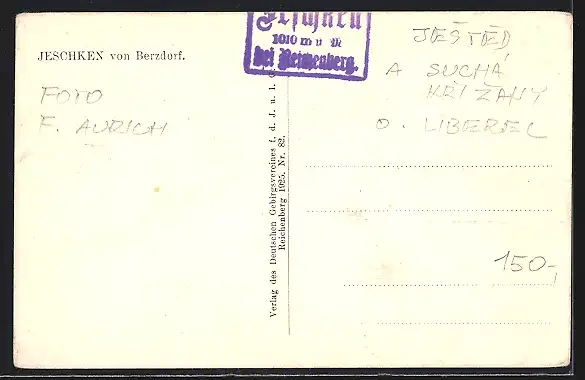 JESCHKEN von Berzdorf.
FOTO
F. AURICH
Jeschken
1010 m ü M
bei Reichenberg.
Verlag des Deutschen Gebirgsvereines f. d. J. u. I. G.
Reichenberg 1925. Nr. 82.
JEŠTĚD
A SUCHÁ
KŘIŽANY
O. LIBEREC
150,-